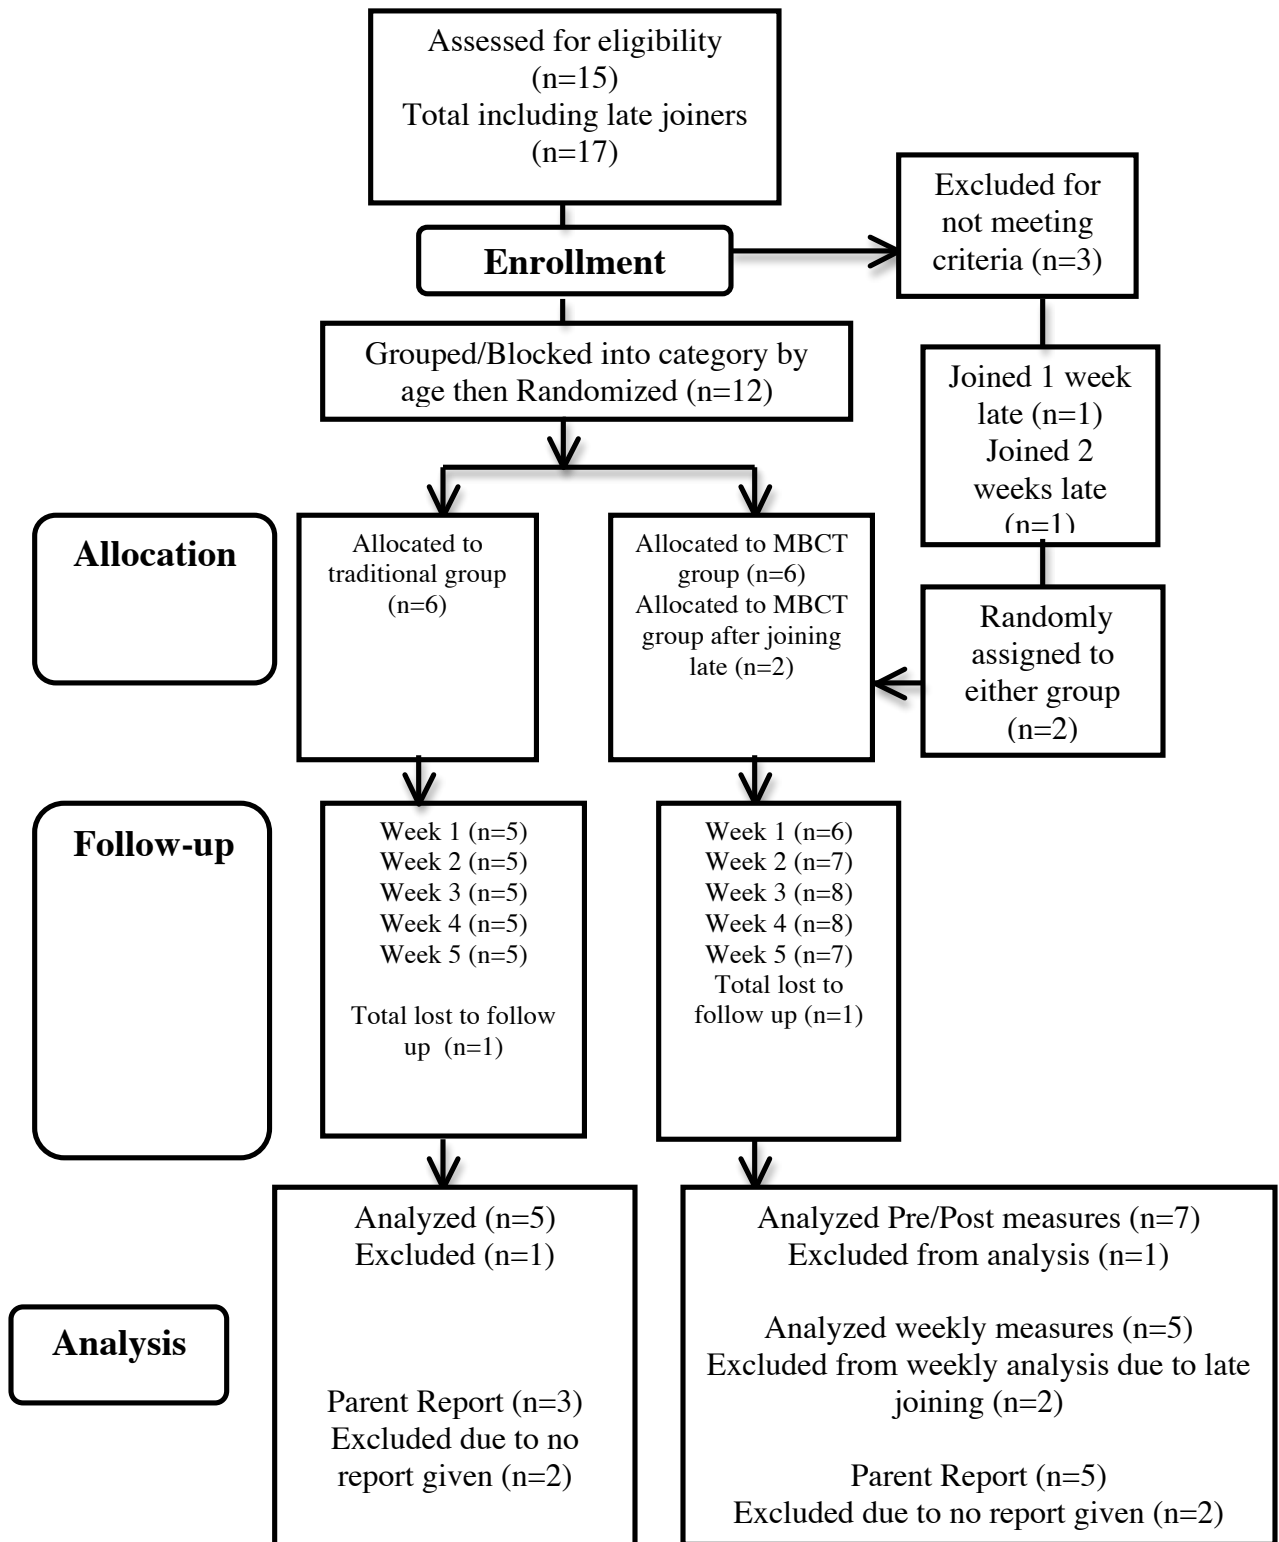 Assessed for eligibility
(n=15)
Total including late joiners
(n=17)
Excluded for
not meeting
criteria (n=3)
Enrollment
Grouped/Blocked into category by
age then Randomized (n=12)
Joined 1 week
late (n=1)
Joined 2
weeks late
(n=1)
Allocation
Allocated to
traditional group
(n=6)
Allocated to MBCT
group (n=6)
Allocated to MBCT
group after joining
late (n=2)
Randomly
assigned to
either group
(n=2)
Follow-up
Week 1 (n=5)
Week 2 (n=5)
Week 3 (n=5)
Week 4 (n=5)
Week 5 (n=5)
Total lost to follow
up (n=1)
Week 1 (n=6)
Week 2 (n=7)
Week 3 (n=8)
Week 4 (n=8)
Week 5 (n=7)
Total lost to
follow up (n=1)
Analysis
Analyzed (n=5)
Excluded (n=1)
Parent Report (n=3)
Excluded due to no
report given (n=2)
Analyzed Pre/Post measures (n=7)
Excluded from analysis (n=1)
Analyzed weekly measures (n=5)
Excluded from weekly analysis due to late
joining (n=2)
Parent Report (n=5)
Excluded due to no report given (n=2)